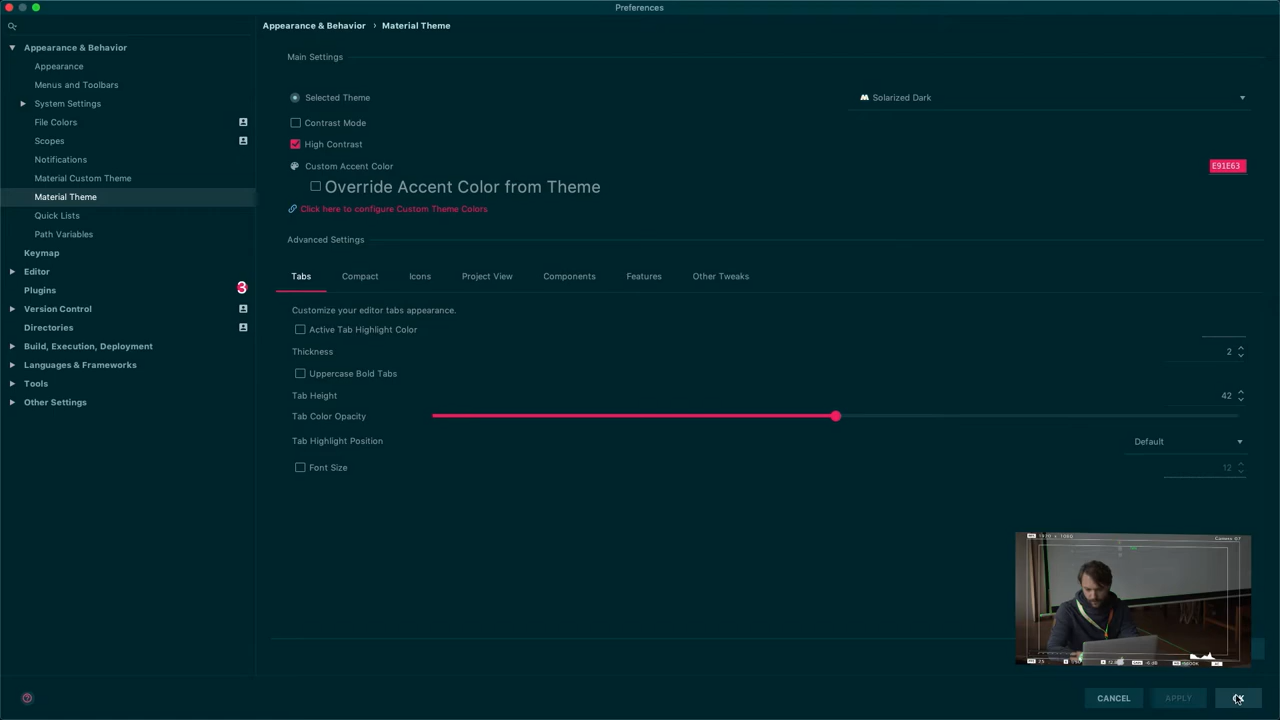 Preferences
Appearance & Behavior › Material Theme
Appearance & Behavior
Appearance
Menus and Toolbars
System Settings
File Colors
Scopes
Notifications
Material Custom Theme
Material Theme
Quick Lists
Path Variables
Keymap
Editor
Plugins
3
Version Control
Directories
Build, Execution, Deployment
Languages & Frameworks
Tools
Other Settings
Main Settings
Selected Theme
Solarized Dark
Contrast Mode
High Contrast
Custom Accent Color
E91E63
Override Accent Color from Theme
Click here to configure Custom Theme Colors
Advanced Settings
Tabs Compact Icons Project View Components Features Other Tweaks
Customize your editor tabs appearance.
Active Tab Highlight Color
Thickness
2
Uppercase Bold Tabs
Tab Height
42
Tab Color Opacity
Tab Highlight Position
Default
Font Size
12
CANCEL APPLY